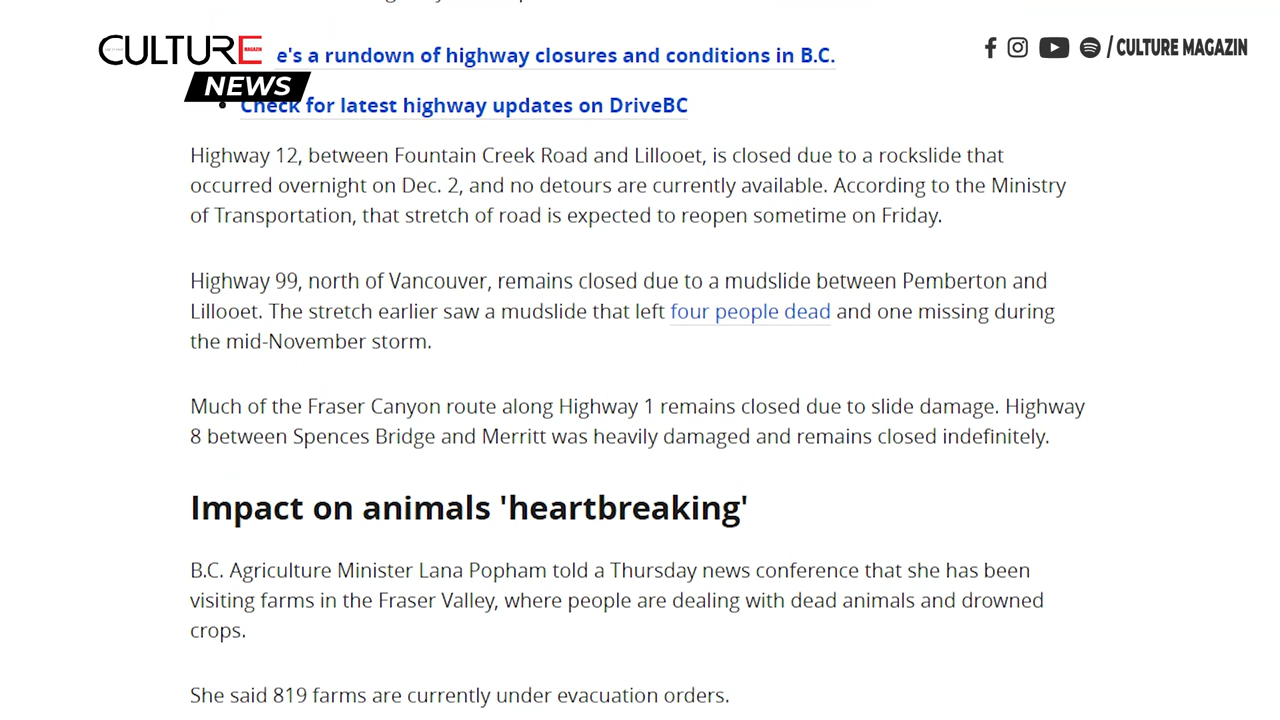 CULTURE MAGAZIN
NEWS
/ CULTURE MAGAZIN
e's a rundown of highway closures and conditions in B.C.
• Check for latest highway updates on DriveBC
Highway 12, between Fountain Creek Road and Lillooet, is closed due to a rockslide that
occurred overnight on Dec. 2, and no detours are currently available. According to the Ministry
of Transportation, that stretch of road is expected to reopen sometime on Friday.
Highway 99, north of Vancouver, remains closed due to a mudslide between Pemberton and
Lillooet. The stretch earlier saw a mudslide that left four people dead and one missing during
the mid-November storm.
Much of the Fraser Canyon route along Highway 1 remains closed due to slide damage. Highway
8 between Spences Bridge and Merritt was heavily damaged and remains closed indefinitely.
Impact on animals 'heartbreaking'
B.C. Agriculture Minister Lana Popham told a Thursday news conference that she has been
visiting farms in the Fraser Valley, where people are dealing with dead animals and drowned
crops.
She said 819 farms are currently under evacuation orders.